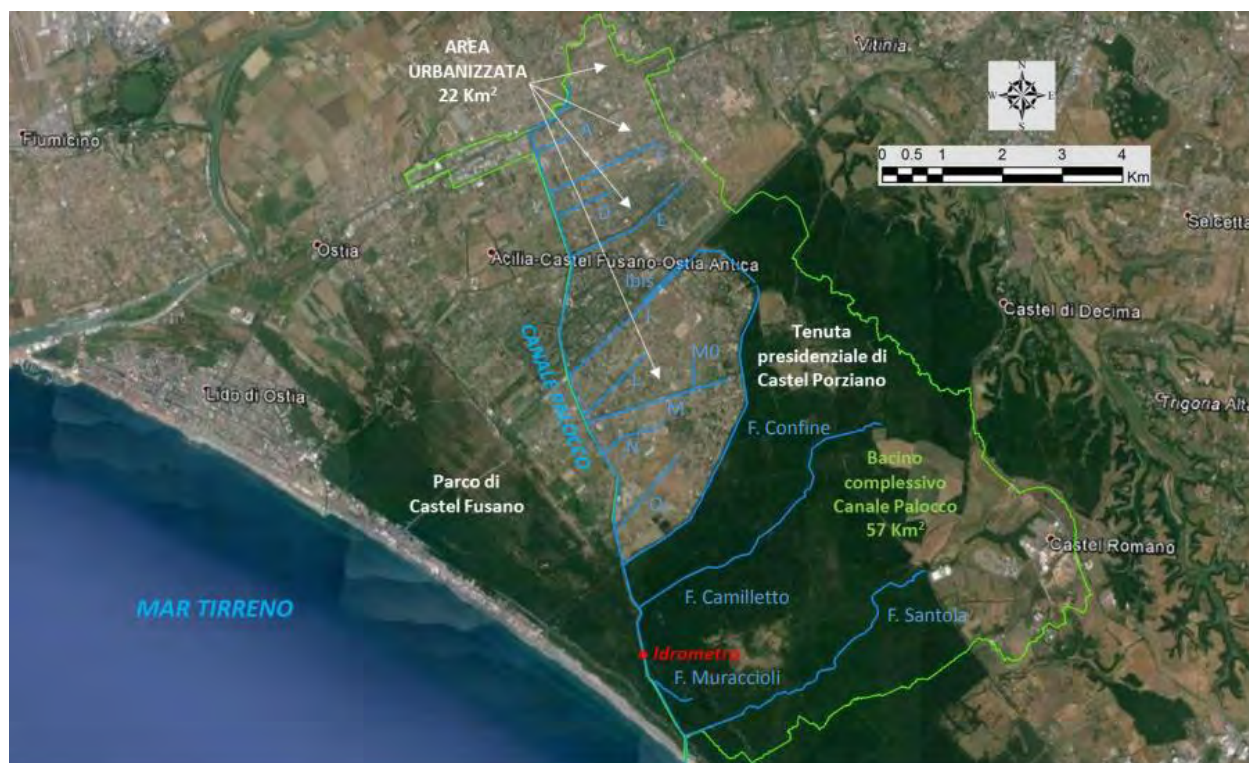 AREA
URBANIZZATA
22 Km²
Vitinia
N
W E
S
Fiumicino
A
0 0.5 1 2 3 4
Km
D
E
Selcetta
Ostia
Acilia-Castel Fusano-Ostia Antica
Ibis
I
Castel di Decima
CANALE PALOCCO
Tenuta
presidenziale di
Castel Porziano
M0
L
Lido di Ostia
M
Trigoria Alt
F. Confine
N
Bacino
complessivo
Canale Palocco
57 Km²
Parco di
Castel Fusano
Castel Romano
MAR TIRRENO
F. Camilletto
F. Santola
Idrometro
F. Muraccioli